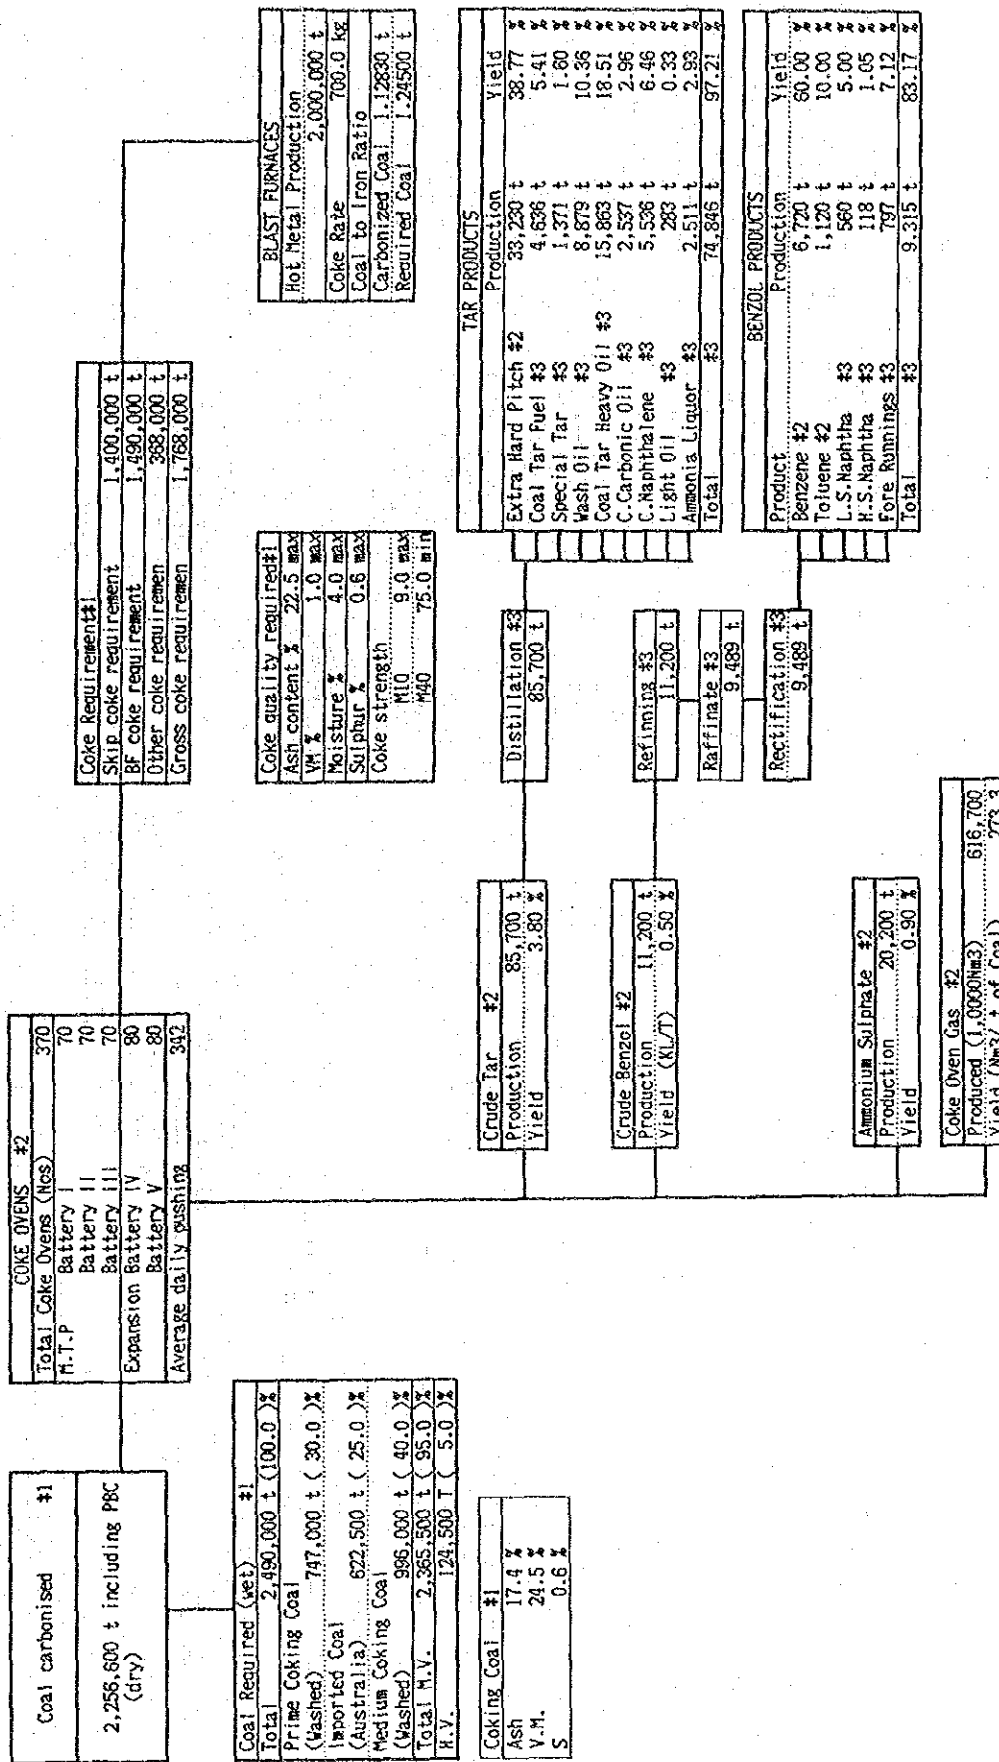 Coal carbonised #1
2,256,600 t including PBC
(dry)
Coal Required (wet) #1
Total 2,490,000 t (100.0 )%
Prime Coking Coal
(Washed) 747,000 t ( 30.0 )%
Imported Coal
(Australia) 622,500 t ( 25.0 )%
Medium Coking Coal
(Washed) 996,000 t ( 40.0 )%
Total M.V. 2,365,500 t ( 95.0 )%
H.V. 124,500 T ( 5.0 )%
Coking Coal #1
Ash 17.4 %
V.M. 24.5 %
S 0.6 %
COKE OVENS #2
Total Coke Ovens (Nos) 370
M.T.P Battery I 70
Battery II 70
Battery III 70
Expansion Battery IV 80
Battery V 80
Average daily pushing 342
Crude Tar #2
Production 85,700 t
Yield 3.80 %
Crude Benzol #2
Production 11,200 t
Yield (KL/T) 0.50 %
Ammonium Sulphate #2
Production 20,200 t
Yield 0.90 %
Coke Oven Gas #2
Produced (1,0000Nm3) 616,700
Yield (Nm3/ t of Coal) 273.3
Coke Requirement#1
Skip coke requirement 1,400,000 t
BF coke requirement 1,490,000 t
Other coke requiremen 368,000 t
Gross coke requiremen 1,768,000 t
Coke quality required#1
Ash content % 22.5 max
VM % 1.0 max
Moisture % 4.0 max
Sulphur % 0.6 max
Coke strength
M10 9.0 max
M40 75.0 min
Distillation #3
85,700 t
Refinning #3
11,200 t
Raffinate #3
9,489 t
Rectification #3
9,489 t
BLAST FURNACES
Hot Metal Production
2,000,000 t
Coke Rate 700.0 kg
Coal to Iron Ratio
Carbonized Coal 1.12830 t
Required Coal 1.24500 t
TAR PRODUCTS
Production Yield
Extra Hard Pitch #2 33,230 t 38.77 %
Coal Tar Fuel #3 4,636 t 5.41 %
Special Tar #3 1,371 t 1.60 %
Wash Oil #3 8,879 t 10.36 %
Coal Tar Heavy Oil #3 15,863 t 18.51 %
C.Carbonic Oil #3 2,537 t 2.96 %
C.Naphthalene #3 5,536 t 6.46 %
Light Oil #3 283 t 0.33 %
Ammonia Liquor #3 2,511 t 2.93 %
Total #3 74,846 t 97.21 %
BENZOL PRODUCTS
Product Production Yield
Benzene #2 6,720 t 60.00 %
Toluene #2 1,120 t 10.00 %
L.S.Naphtha #3 560 t 5.00 %
H.S.Naphtha #3 118 t 1.05 %
Fore Runnings #3 797 t 7.12 %
Total #3 9,315 t 83.17 %